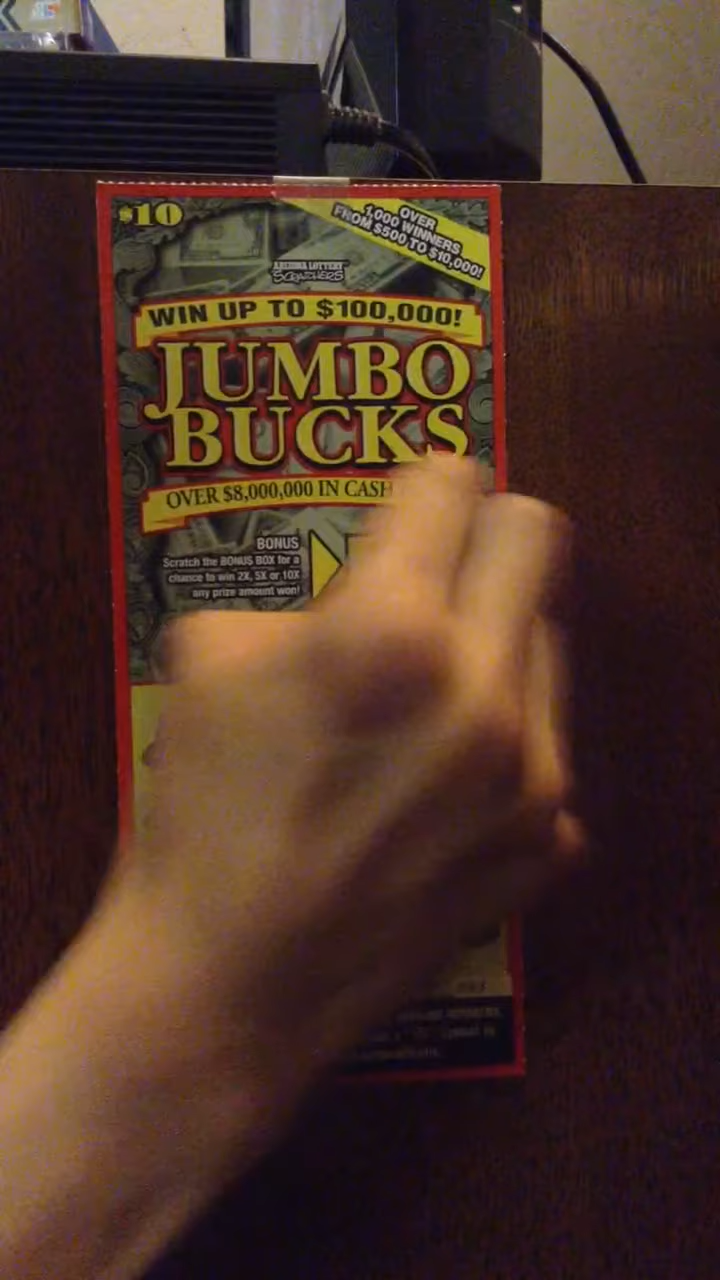 $10
OVER
1,000 WINNERS
FROM $500 TO $10,000!
ARIZONA LOTTERY
SCRATCHERS
WIN UP TO $100,000!
JUMBO
BUCKS
OVER $8,000,000 IN CASH
BONUS
Scratch the BONUS BOX for a
chance to win 2X, 5X or 10X
any prize amount won!